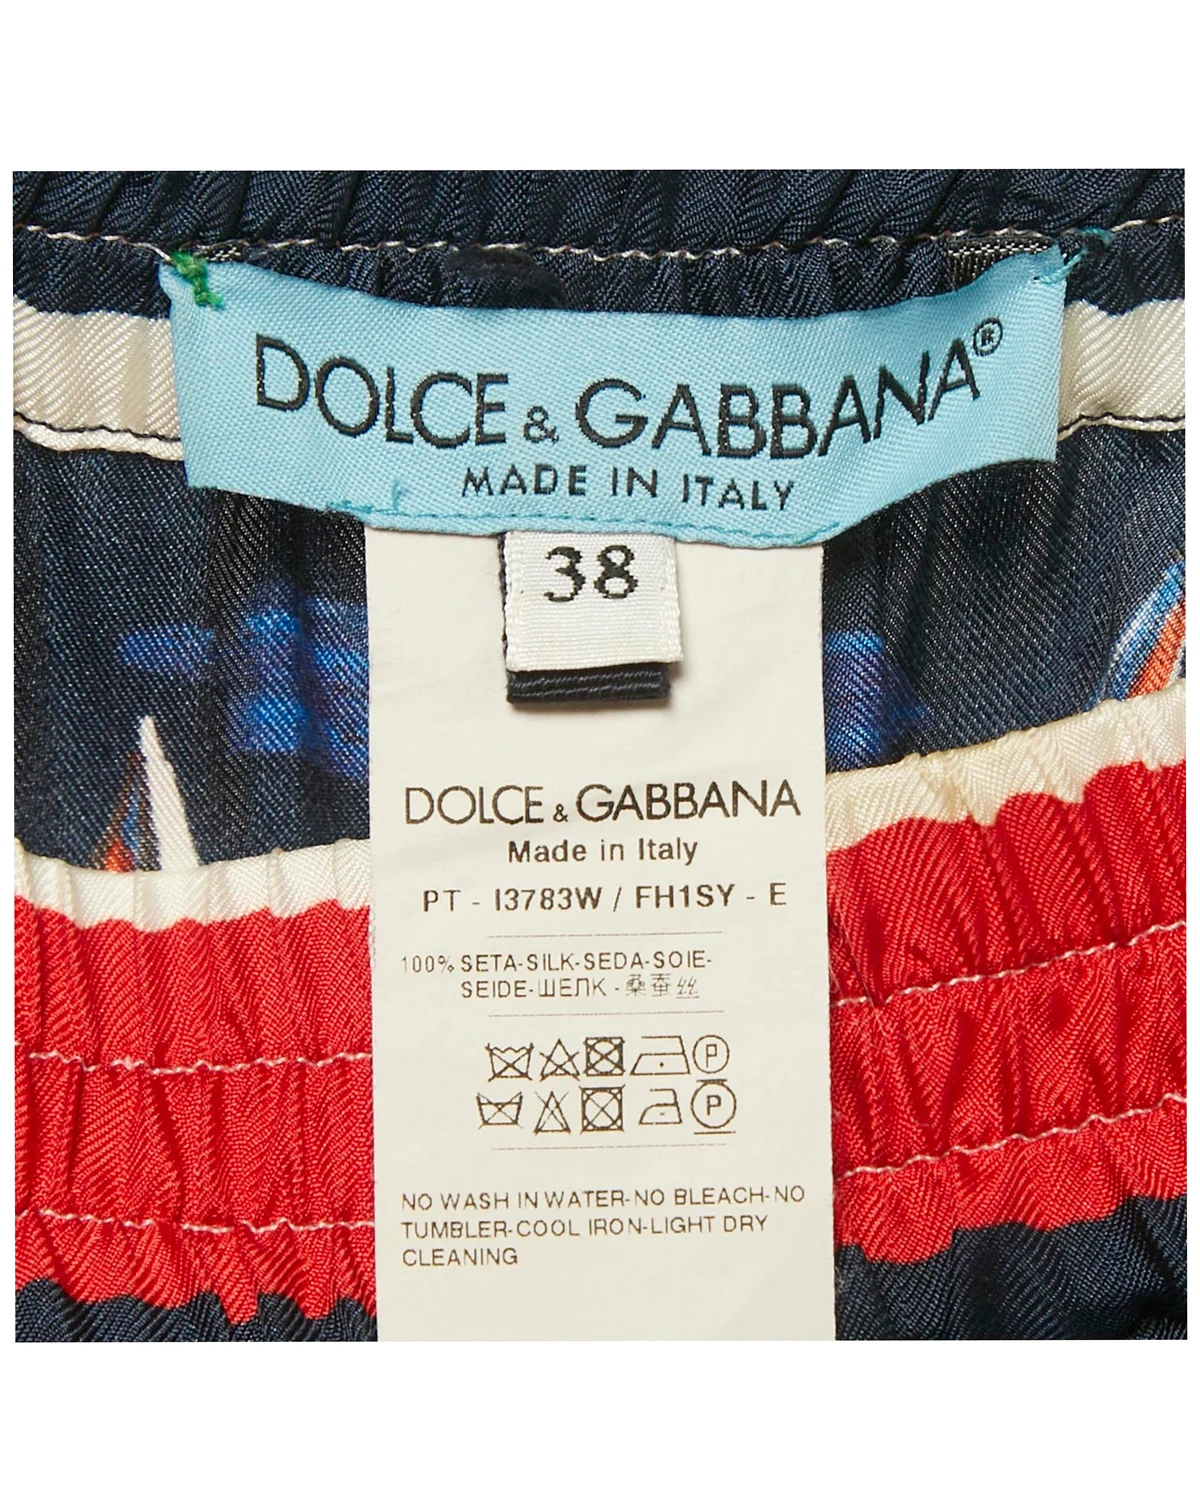 DOLCE & GABBANA®
MADE IN ITALY
38
DOLCE & GABBANA
Made in Italy
PT - I3783W / FH1SY - E
100% SETA-SILK-SEDA-SOIE-
SEIDE-ШЕЛК - 桑蚕丝
P
P
NO WASH IN WATER-NO BLEACH-NO
TUMBLER-COOL IRON-LIGHT DRY
CLEANING